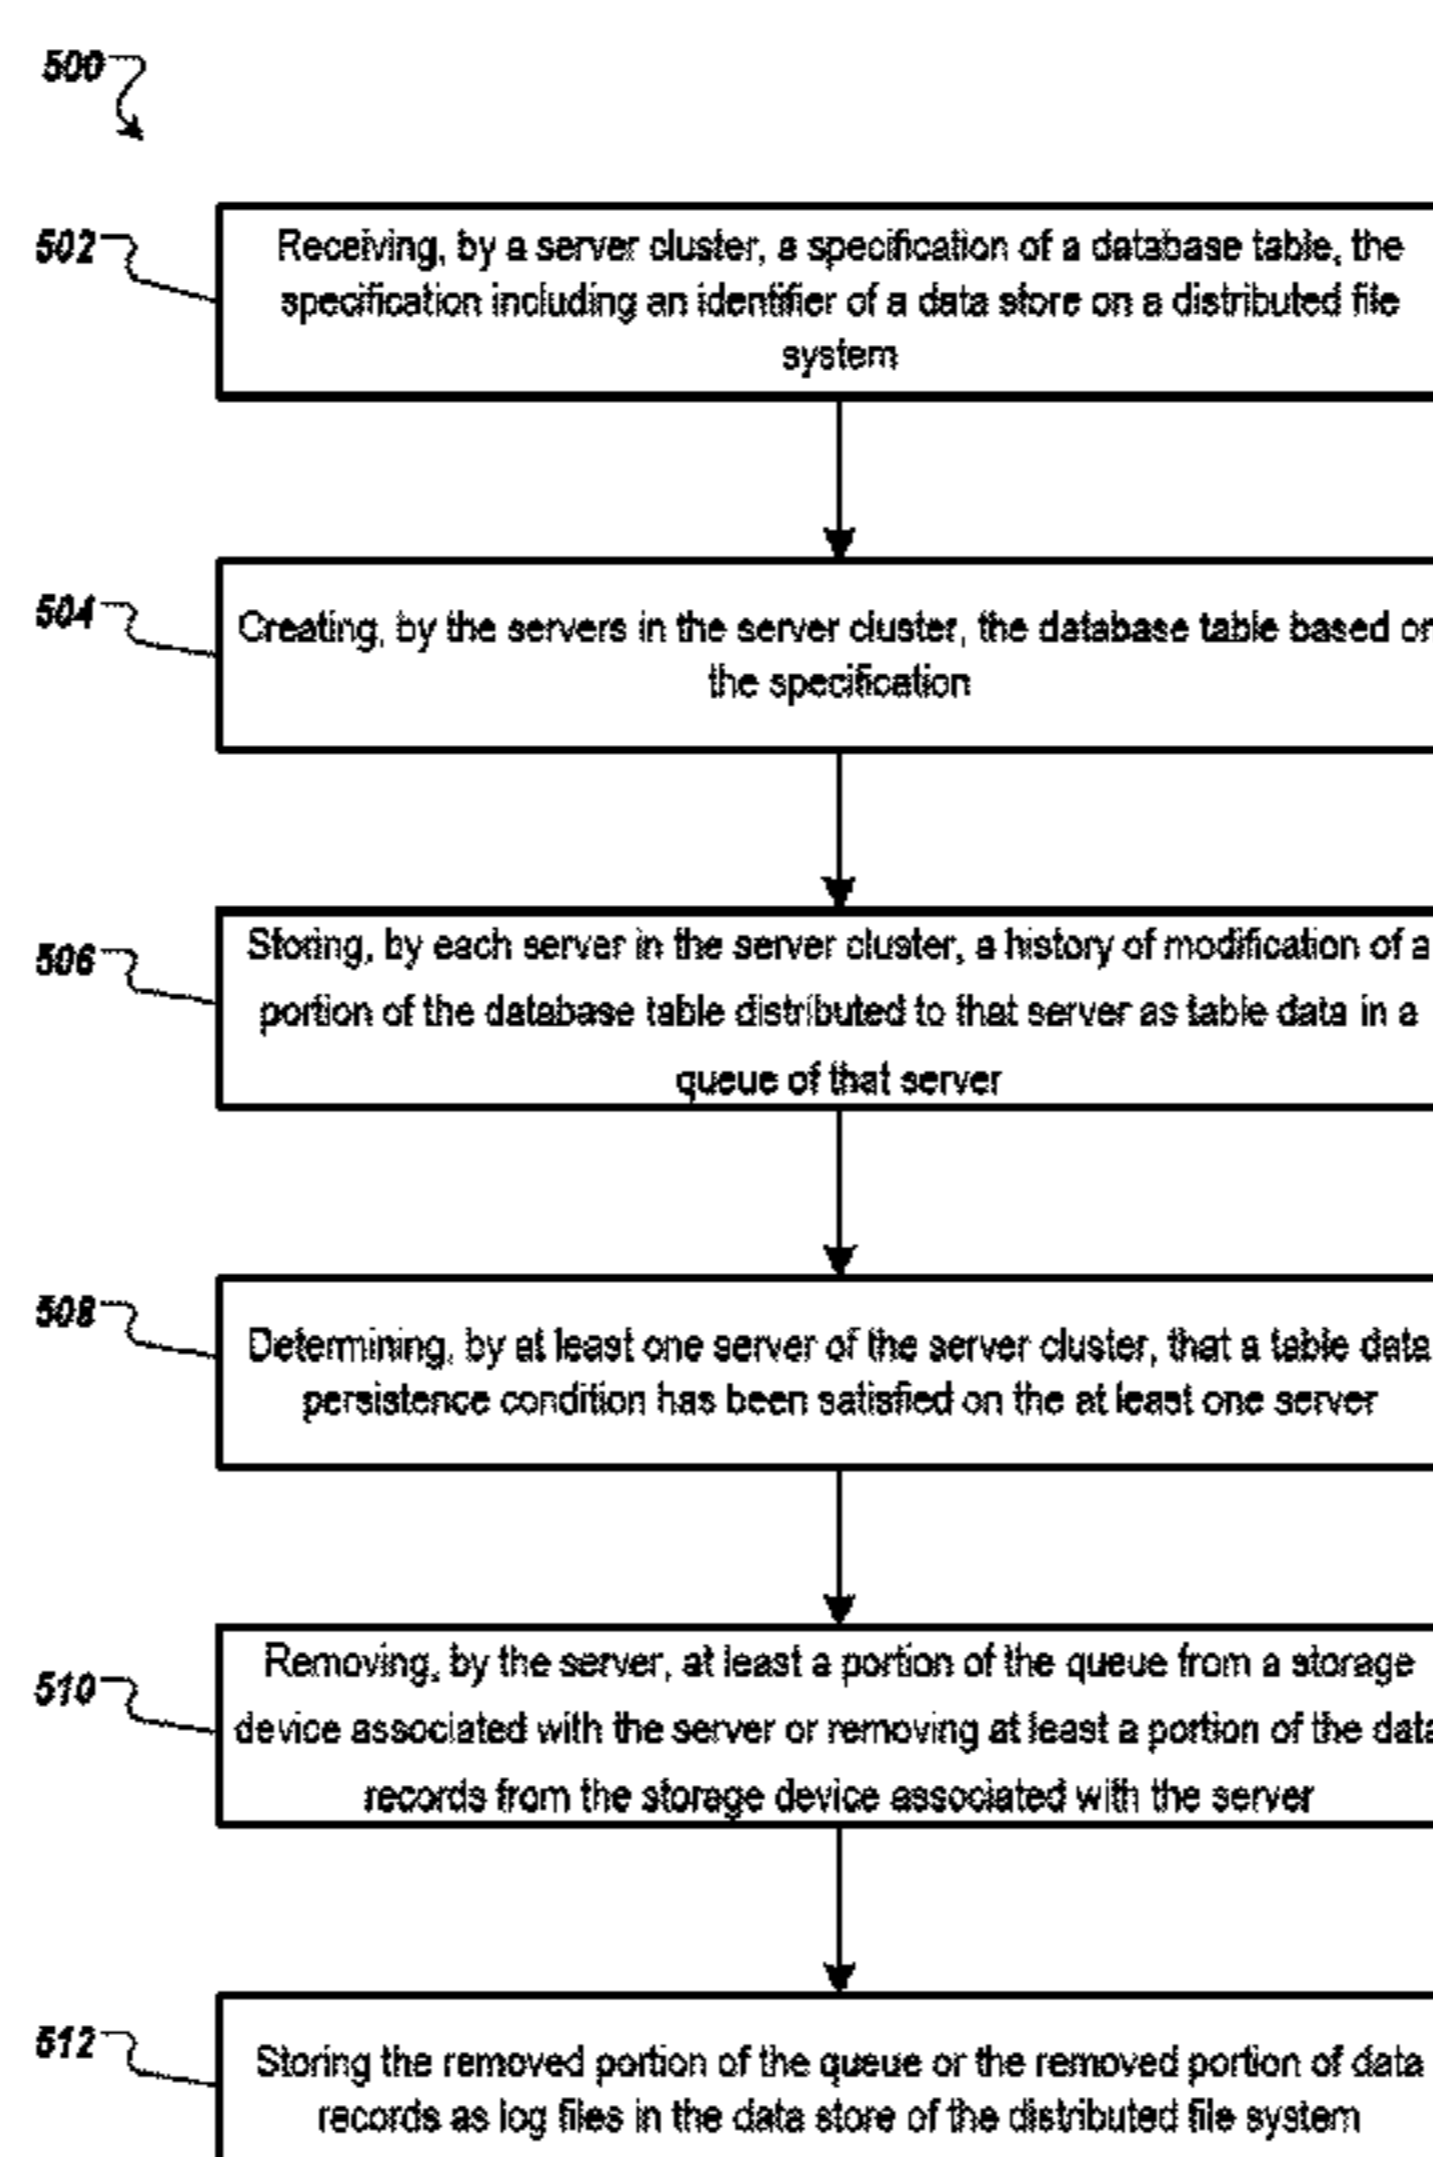 500
502
Receiving, by a server cluster, a specification of a database table, the
specification including an identifier of a data store on a distributed file
system
504
Creating, by the servers in the server cluster, the database table based on
the specification
506
Storing, by each server in the server cluster, a history of modification of a
portion of the database table distributed to that server as table data in a
queue of that server
508
Determining, by at least one server of the server cluster, that a table data
persistence condition has been satisfied on the at least one server
510
Removing, by the server, at least a portion of the queue from a storage
device associated with the server or removing at least a portion of the data
records from the storage device associated with the server
512
Storing the removed portion of the queue or the removed portion of data
records as log files in the data store of the distributed file system